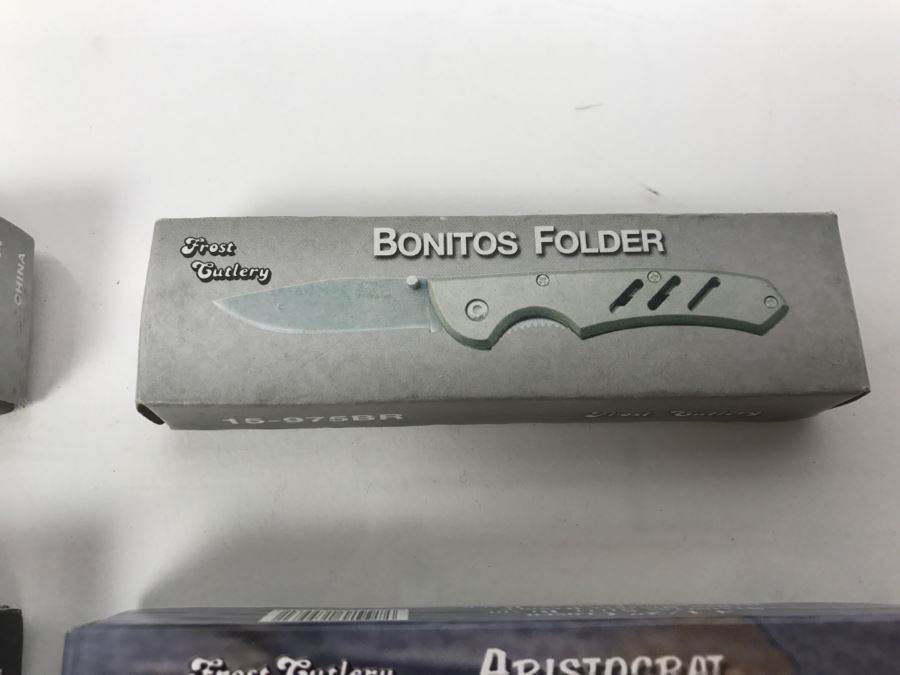 Frost
Cutlery
BONITOS FOLDER
CHINA
15-975BR
Frost Cutlery
Frost Cutlery
ARISTOCRAT